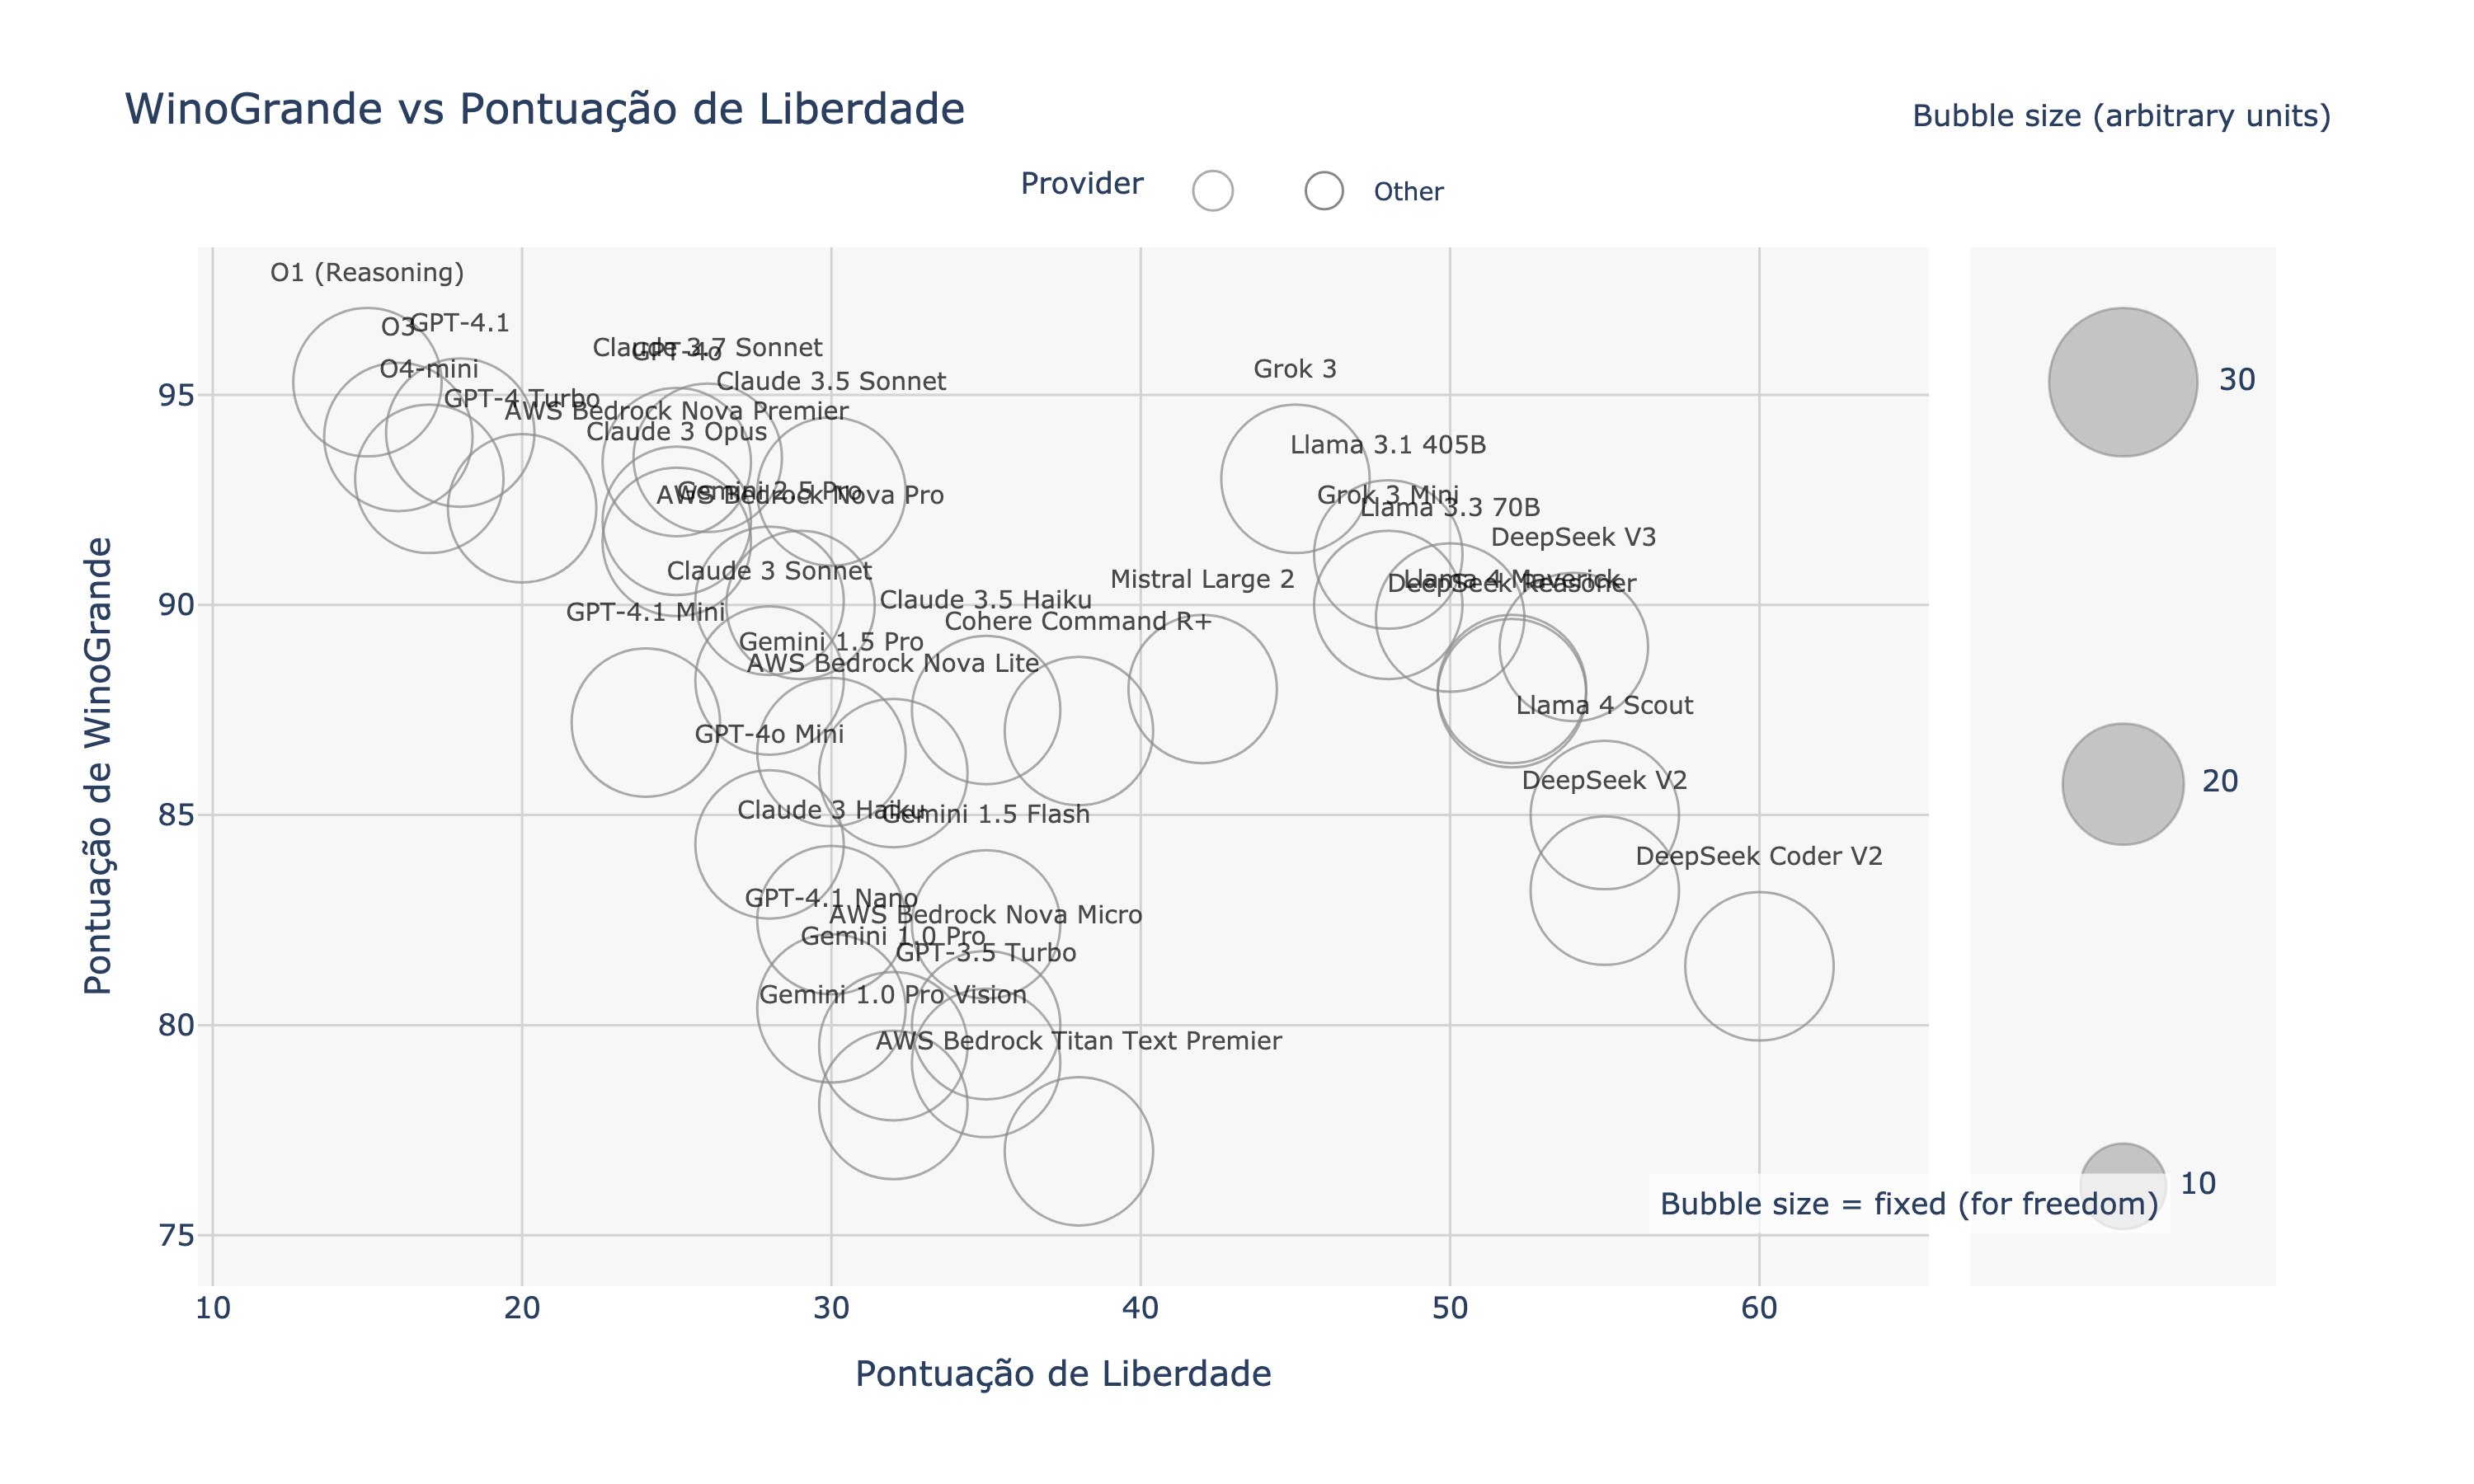 WinoGrande vs Pontuação de Liberdade
Bubble size (arbitrary units)
Provider
Other
O1 (Reasoning)
O3
GPT-4.1
O4-mini
GPT-4 Turbo
Claude 3.7 Sonnet
GPT-4o
Claude 3.5 Sonnet
AWS Bedrock Nova Premier
Claude 3 Opus
Gemini 2.5 Pro
AWS Bedrock Nova Pro
Claude 3 Sonnet
GPT-4.1 Mini
Gemini 1.5 Pro
AWS Bedrock Nova Lite
Claude 3.5 Haiku
Cohere Command R+
Mistral Large 2
Grok 3
Llama 3.1 405B
Grok 3 Mini
Llama 3.3 70B
DeepSeek V3
Llama 4 Maverick
DeepSeek Reasoner
Llama 4 Scout
DeepSeek V2
DeepSeek Coder V2
GPT-4o Mini
Claude 3 Haiku
Gemini 1.5 Flash
GPT-4.1 Nano
AWS Bedrock Nova Micro
Gemini 1.0 Pro
GPT-3.5 Turbo
Gemini 1.0 Pro Vision
AWS Bedrock Titan Text Premier
95
90
85
80
75
Pontuação de WinoGrande
10
20
30
40
50
60
Pontuação de Liberdade
30
20
10
Bubble size = fixed (for freedom)